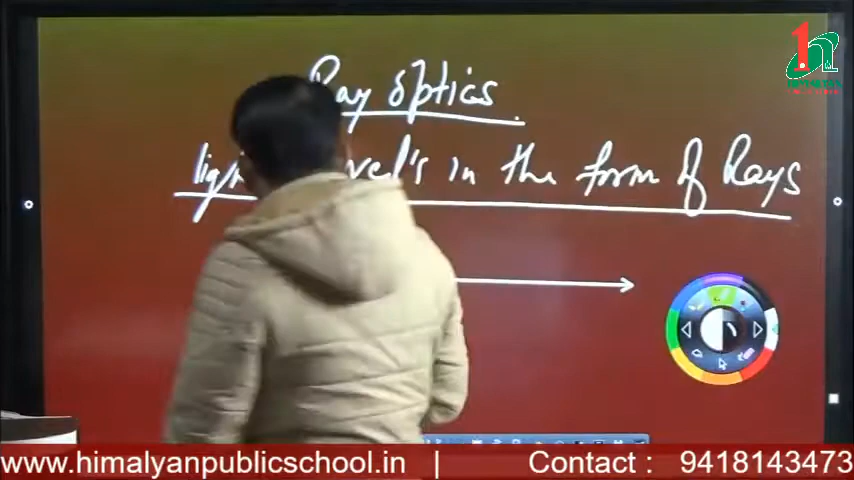 Ray optics
vel's in the form of Rays
www.himalyanpublicschool.in | Contact : 9418143473